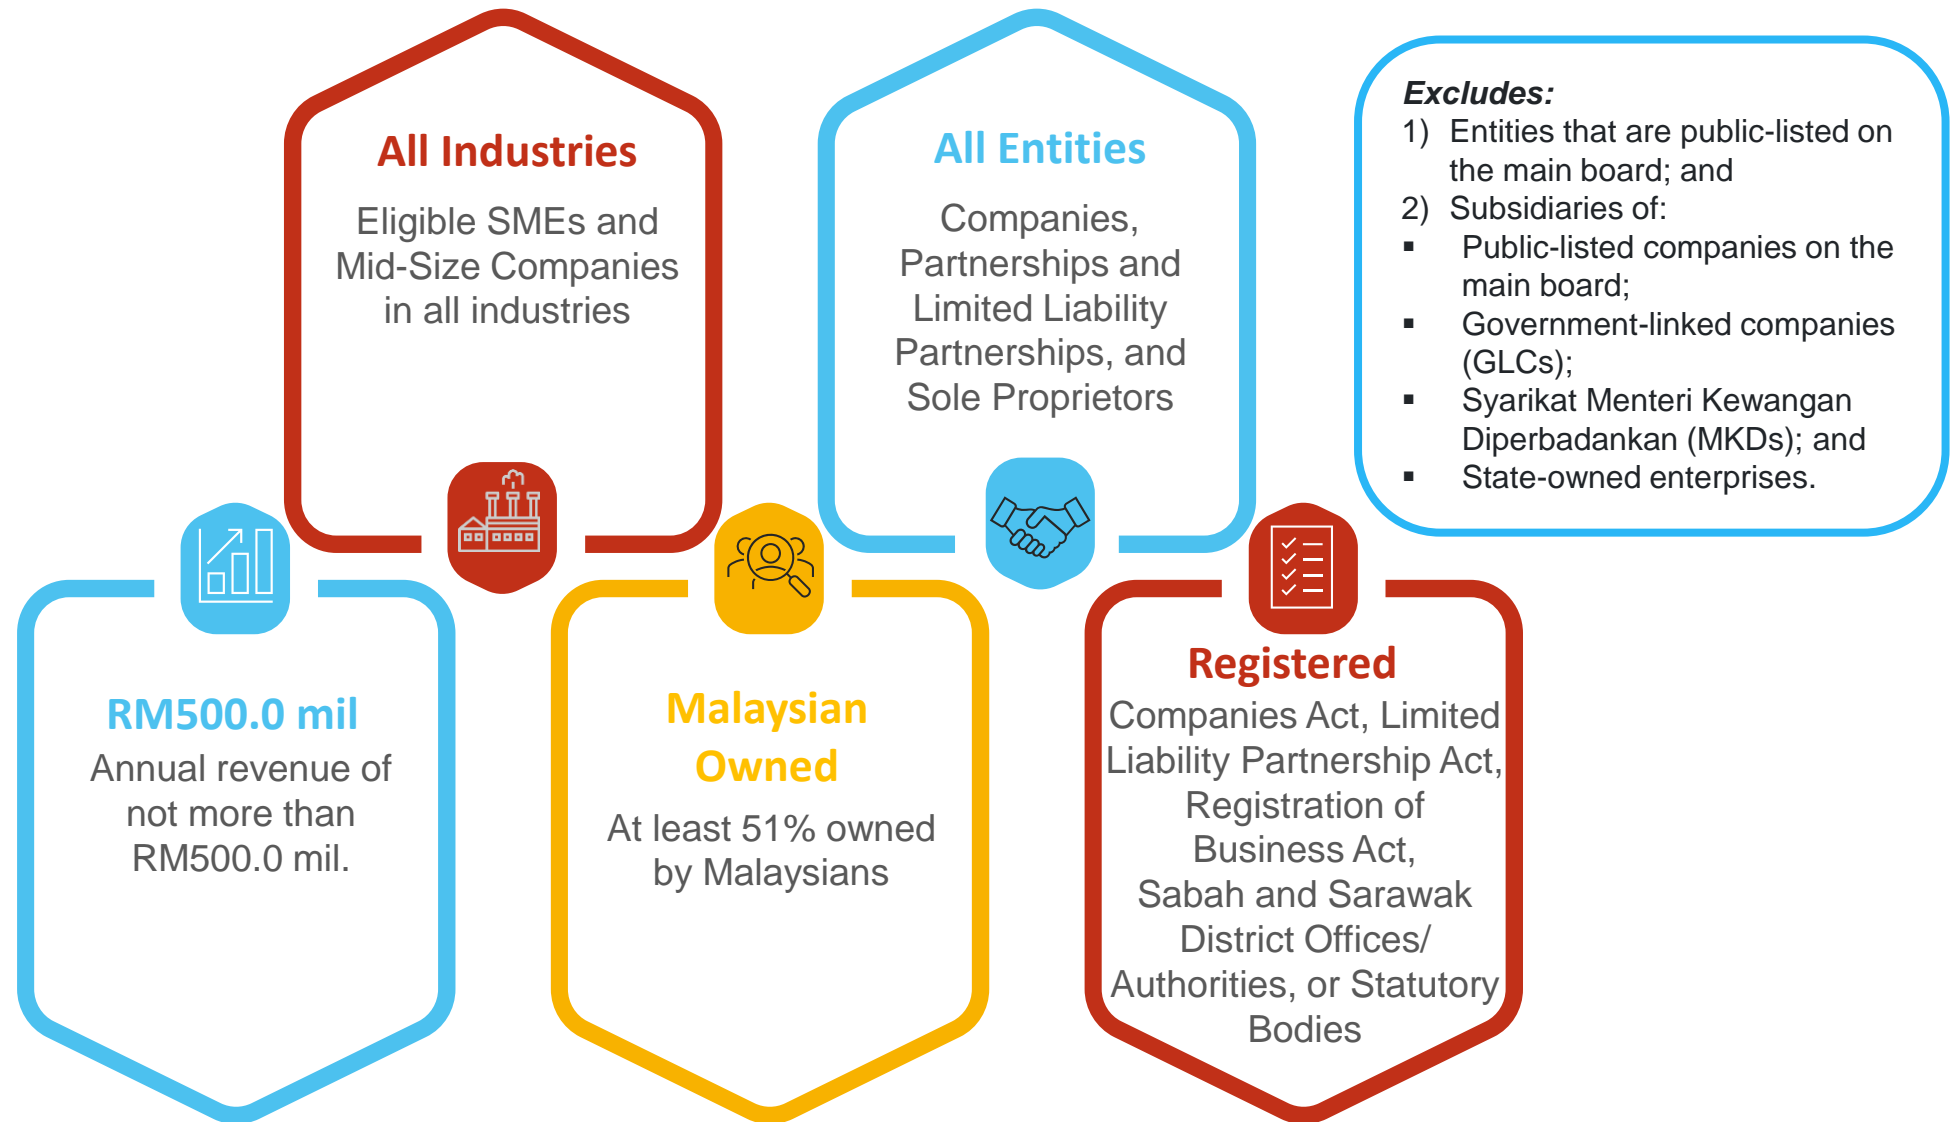 All Industries
Eligible SMEs and
Mid-Size Companies
in all industries
All Entities
Companies,
Partnerships and
Limited Liability
Partnerships, and
Sole Proprietors
Excludes:
1) Entities that are public-listed on
the main board; and
2) Subsidiaries of:
▪ Public-listed companies on the
main board;
▪ Government-linked companies
(GLCs);
▪ Syarikat Menteri Kewangan
Diperbadankan (MKDs); and
▪ State-owned enterprises.
RM500.0 mil
Annual revenue of
not more than
RM500.0 mil.
Malaysian
Owned
At least 51% owned
by Malaysians
Registered
Companies Act, Limited
Liability Partnership Act,
Registration of
Business Act,
Sabah and Sarawak
District Offices/
Authorities, or Statutory
Bodies